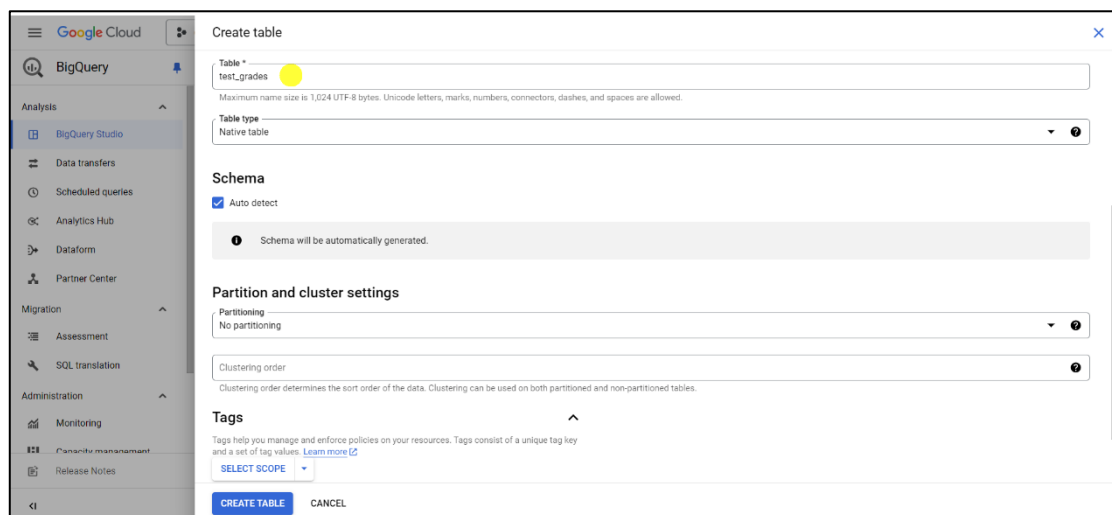 Google Cloud
BigQuery
Analysis
BigQuery Studio
Data transfers
Scheduled queries
Analytics Hub
Dataform
Partner Center
Migration
Assessment
SQL translation
Administration
Monitoring
Capacity management
Release Notes
Create table
Table *
test_grades
Maximum name size is 1,024 UTF-8 bytes. Unicode letters, marks, numbers, connectors, dashes, and spaces are allowed.
Table type
Native table
Schema
Auto detect
Schema will be automatically generated.
Partition and cluster settings
Partitioning
No partitioning
Clustering order
Clustering order determines the sort order of the data. Clustering can be used on both partitioned and non-partitioned tables.
Tags
Tags help you manage and enforce policies on your resources. Tags consist of a unique tag key
and a set of tag values. Learn more
SELECT SCOPE
CREATE TABLE CANCEL